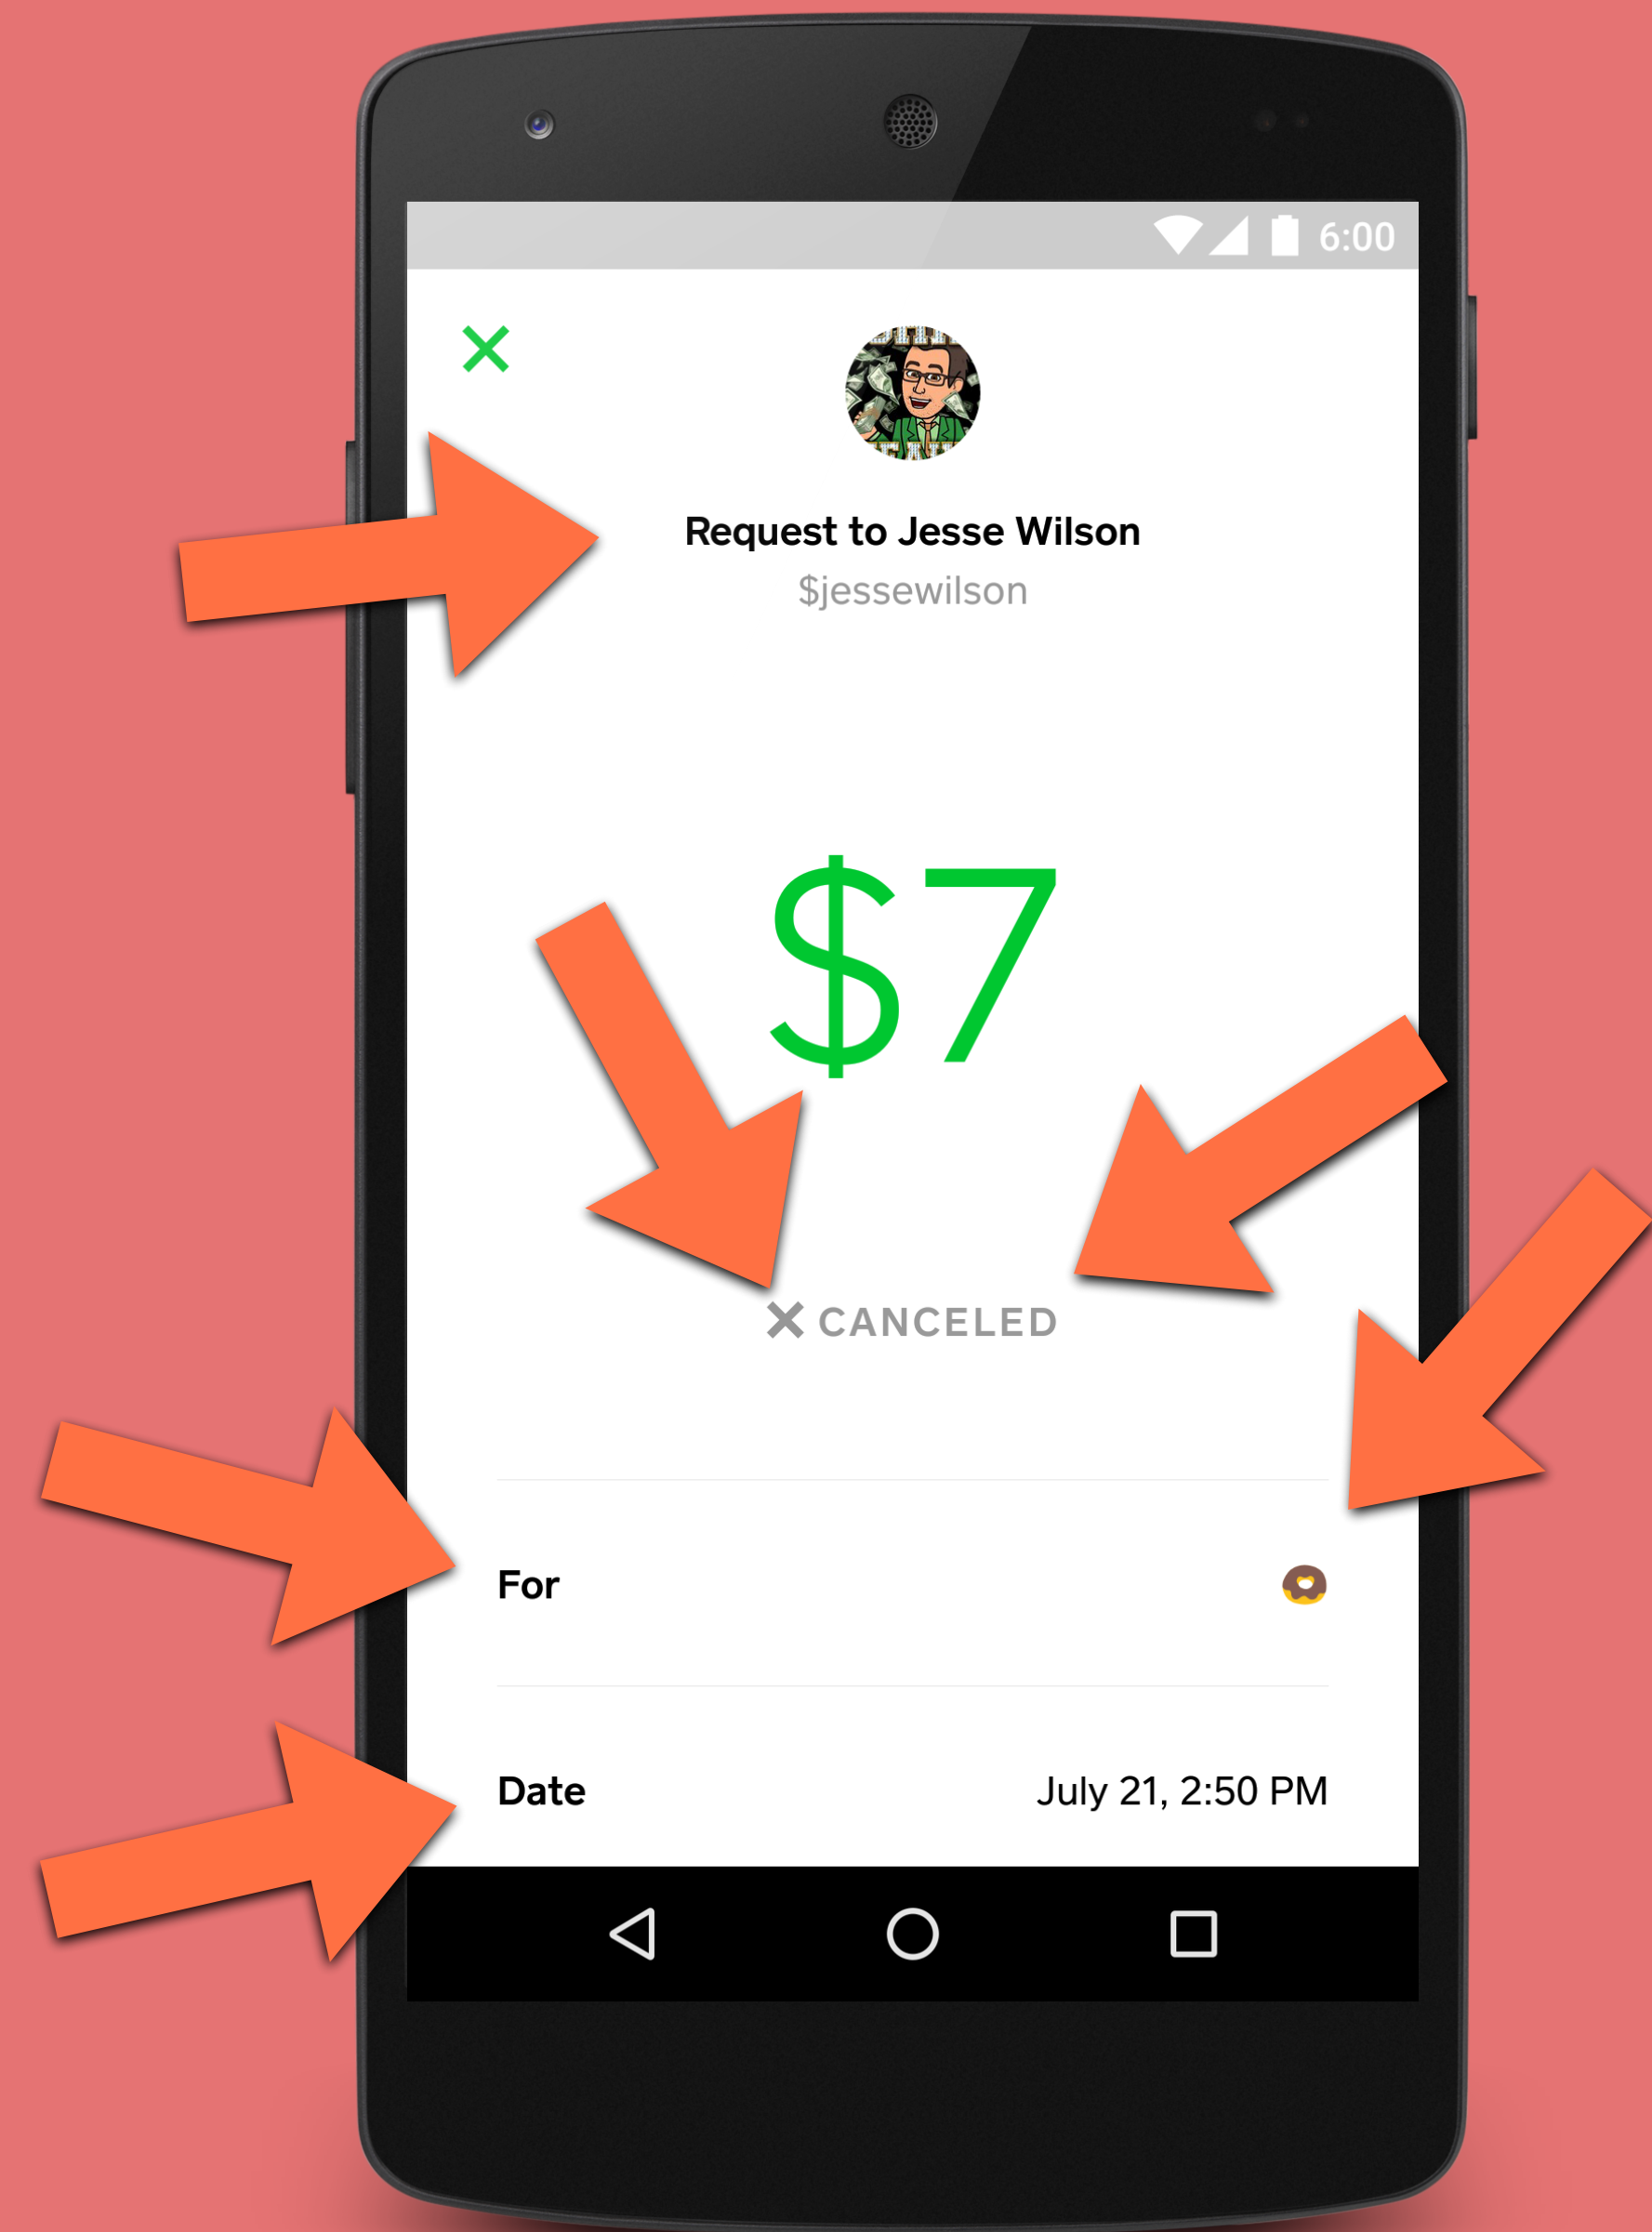 6:00
Request to Jesse Wilson
$jessewilson
$7
CANCELED
For
Date July 21, 2:50 PM